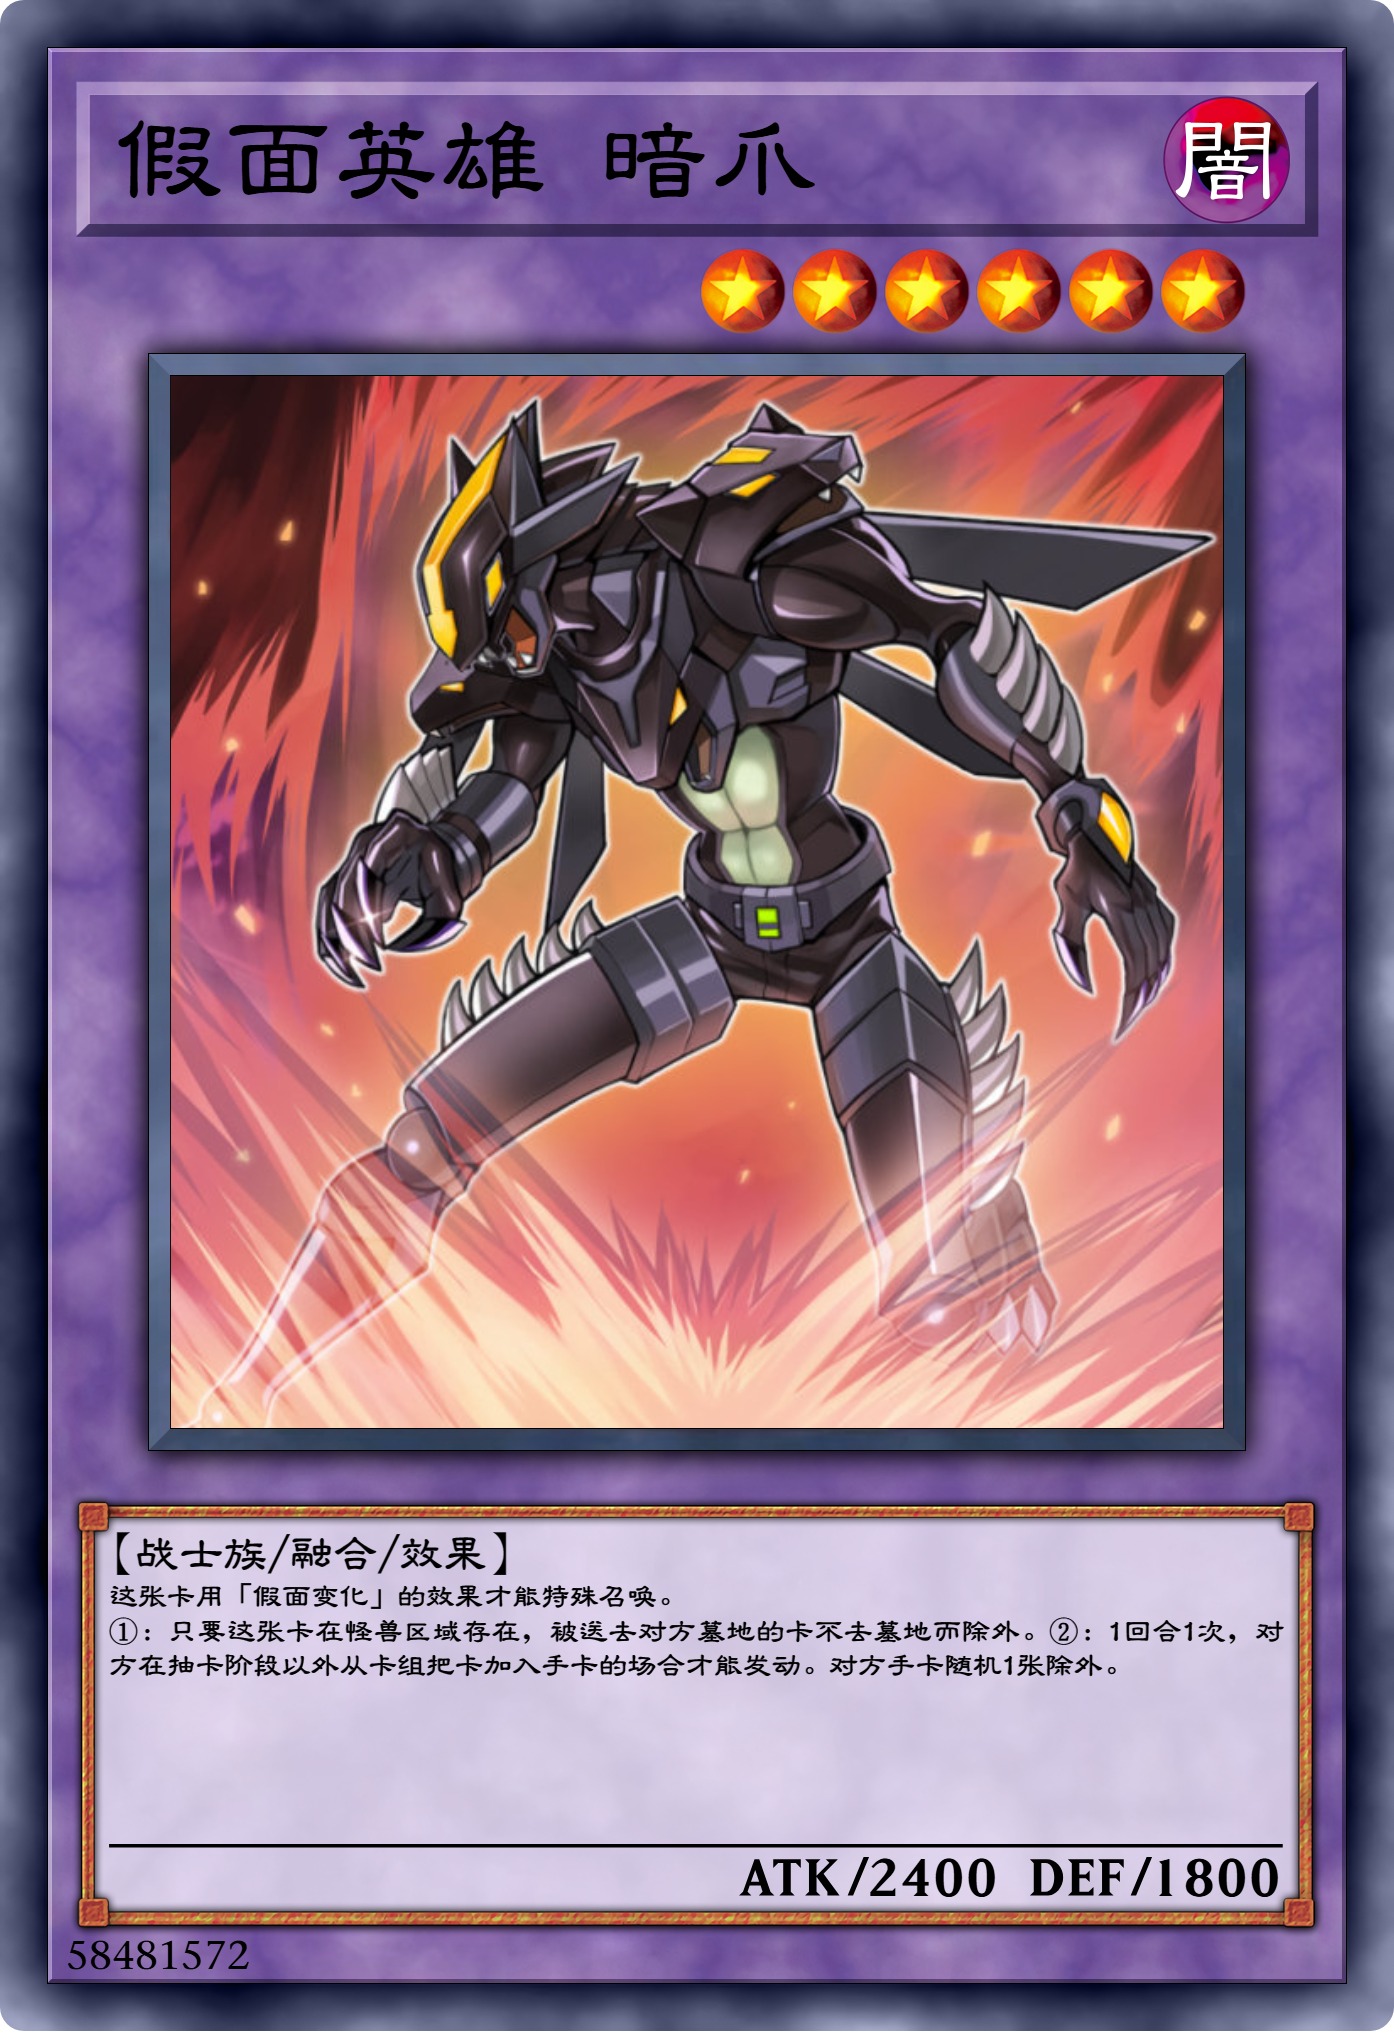 假面英雄 暗爪
闇
【战士族/融合/效果】
这张卡用「假面变化」的效果才能特殊召唤。
①：只要这张卡在怪兽区域存在，被送去对方墓地的卡不去墓地而除外。②：1回合1次，对
方在抽卡阶段以外从卡组把卡加入手卡的场合才能发动。对方手卡随机1张除外。
ATK/2400 DEF/1800
58481572